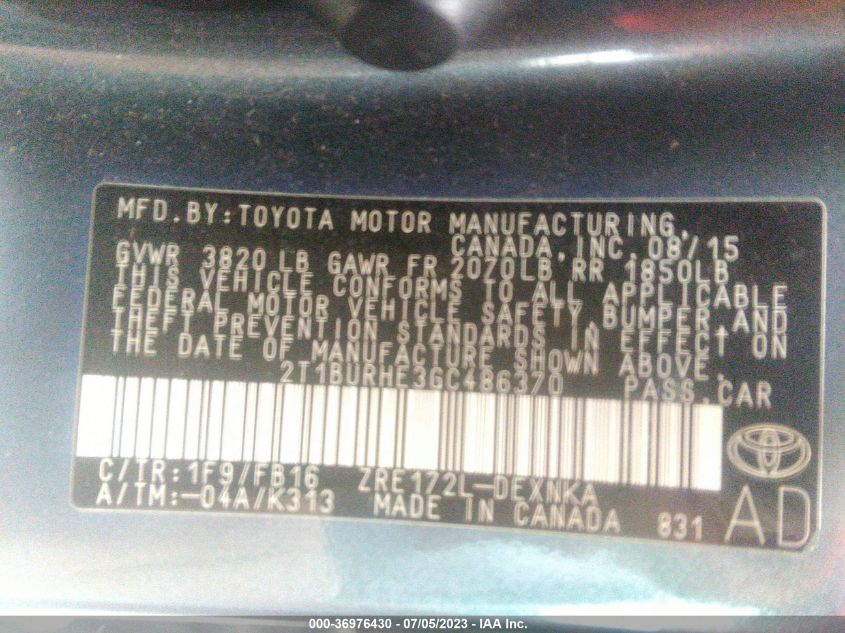 MFD.BY:TOYOTA MOTOR MANUFACTURING,
CANADA,INC. 08/15
GVWR 3820 LB GAWR FR 2070LB RR 1850LB
THIS VEHICLE CONFORMS TO ALL APPLICABLE
FEDERAL MOTOR VEHICLE SAFETY,BUMPER,AND
THEFT PREVENTION STANDARDS IN EFFECT ON
THE DATE OF MANUFACTURE SHOWN ABOVE.
2T1BURHE3GC486370 PASS.CAR
C/TR:1F9/FB16 ZRE172L-DEXNKA
A/TM:-04A/K313 MADE IN CANADA 831 AD
000-36976430 - 07/05/2023 - IAA Inc.